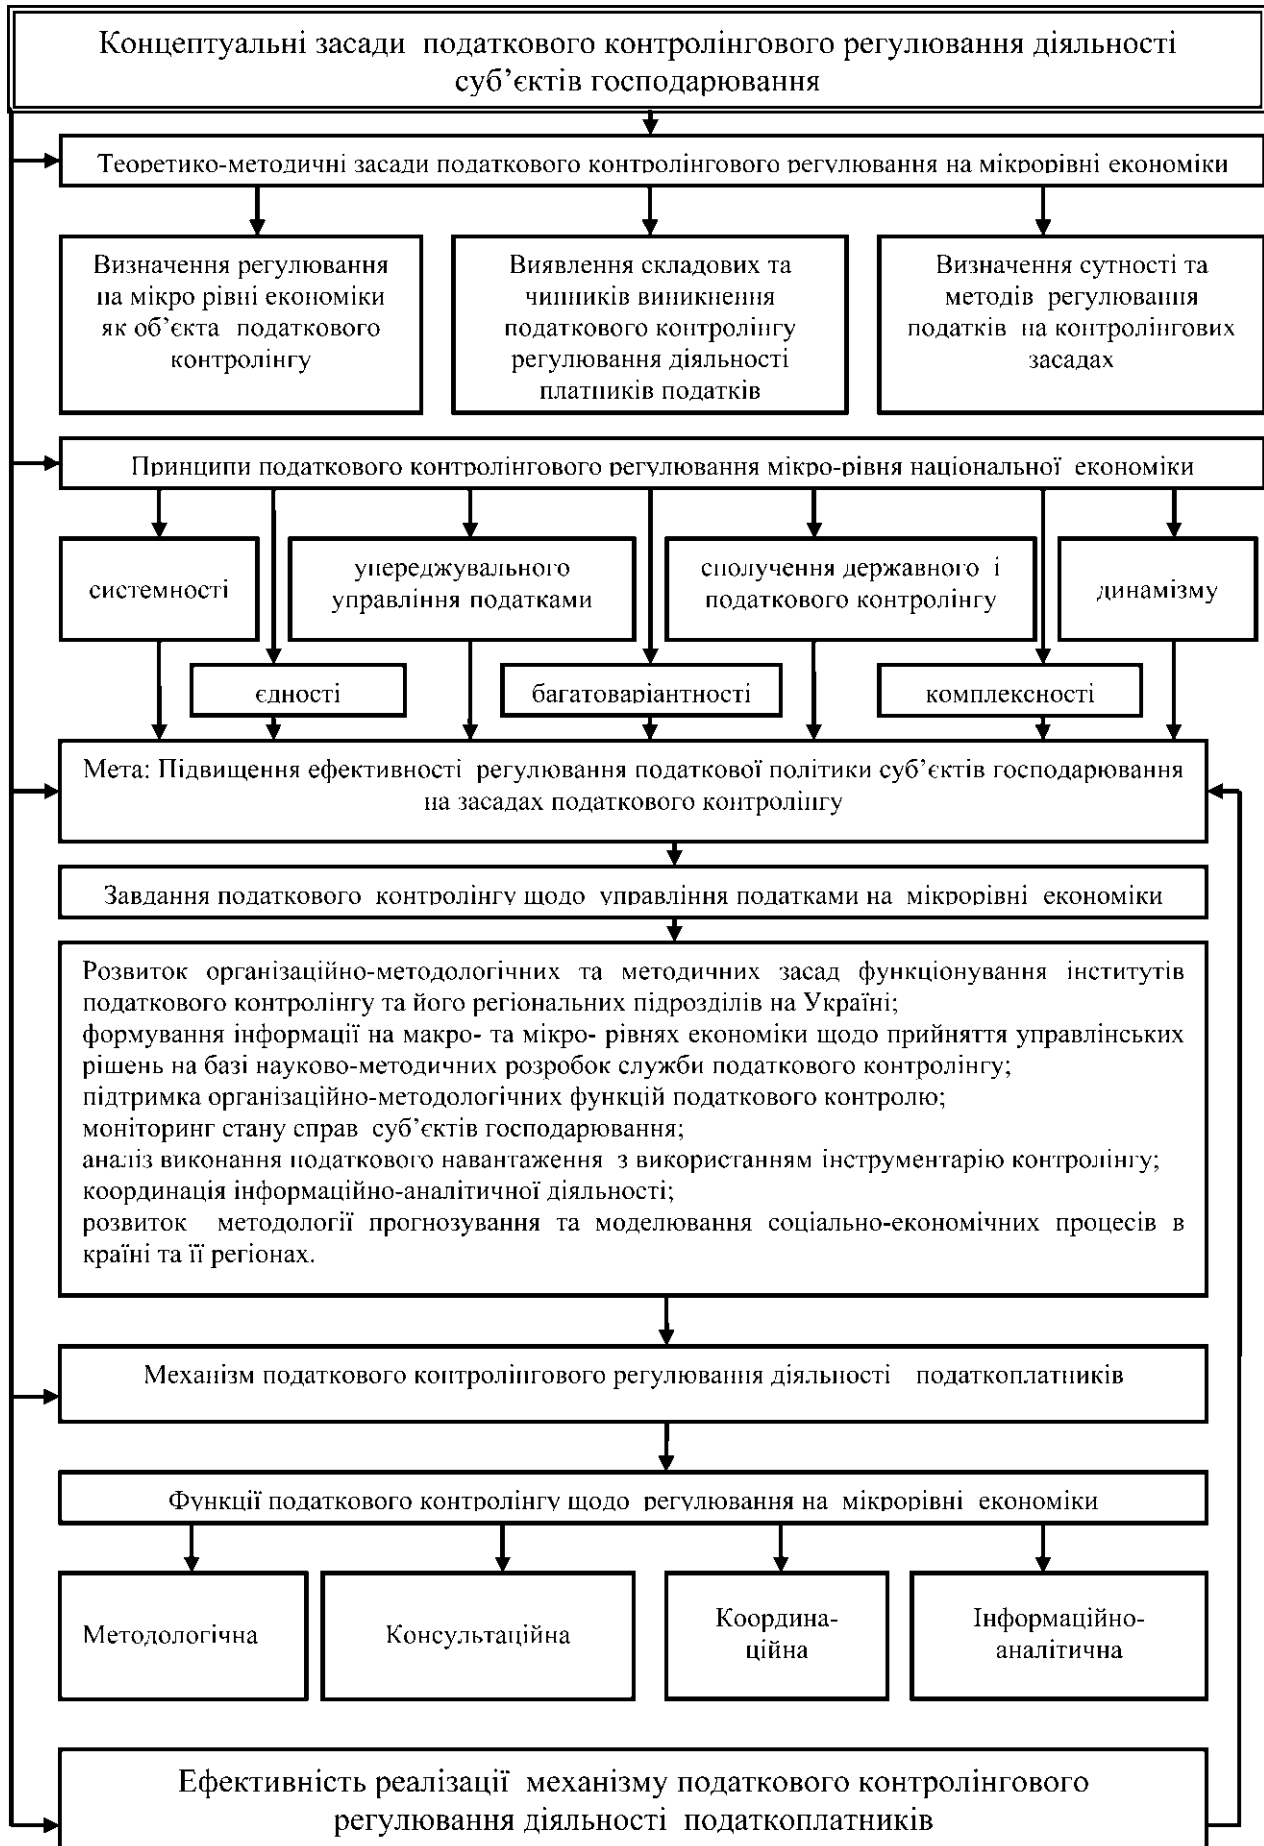 Концептуальні засади податкового контролінгового регулювання діяльності
суб’єктів господарювання
Теоретико-методичні засади податкового контролінгового регулювання на мікрорівні економіки
Визначення регулювання
на мікро рівні економіки
як об’єкта податкового
контролінгу
Виявлення складових та
чинників виникнення
податкового контролінгу
регулювання діяльності
платників податків
Визначення сутності та
методів регулювання
податків на контролінгових
засадах
Принципи податкового контролінгового регулювання мікро-рівня національної економіки
системності
упереджувального
управління податками
сполучення державного і
податкового контролінгу
динамізму
єдності
багатоваріантності
комплексності
Мета: Підвищення ефективності регулювання податкової політики суб’єктів господарювання
на засадах податкового контролінгу
Завдання податкового контролінгу щодо управління податками на мікрорівні економіки
Розвиток організаційно-методологічних та методичних засад функціонування інститутів
податкового контролінгу та його регіональних підрозділів на Україні;
формування інформації на макро- та мікро- рівнях економіки щодо прийняття управлінських
рішень на базі науково-методичних розробок служби податкового контролінгу;
підтримка організаційно-методологічних функцій податкового контролю;
моніторинг стану справ суб’єктів господарювання;
аналіз виконання податкового навантаження з використанням інструментарію контролінгу;
координація інформаційно-аналітичної діяльності;
розвиток методології прогнозування та моделювання соціально-економічних процесів в
країні та її регіонах.
Механізм податкового контролінгового регулювання діяльності податкоплатників
Функції податкового контролінгу щодо регулювання на мікрорівні економіки
Методологічна
Консультаційна
Координа-
ційна
Інформаційно-
аналітична
Ефективність реалізації механізму податкового контролінгового
регулювання діяльності податкоплатників